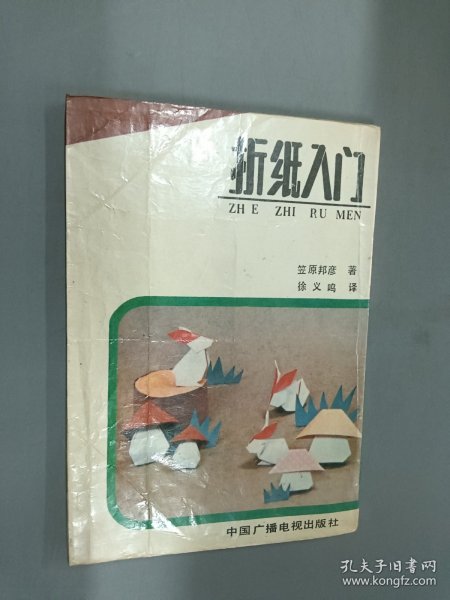 折纸入门
ZHE ZHI RU MEN
笠原邦彦 著
徐义鸣 译
中国广播电视出版社
孔夫子旧书网
www.kongfz.com